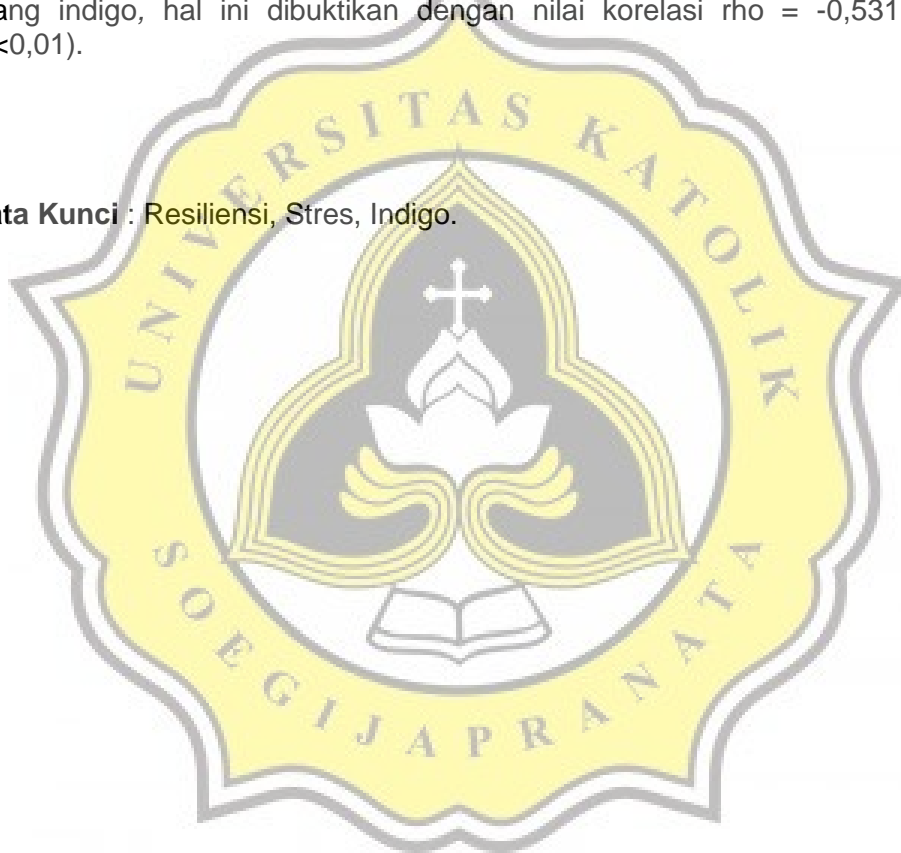 ang indigo, hal ini dibuktikan dengan nilai korelasi rho = -0,531
<0,01).
ata Kunci : Resiliensi, Stres, Indigo.
UNIVERSITAS KATOLIK
SOEGIJAPRANATA